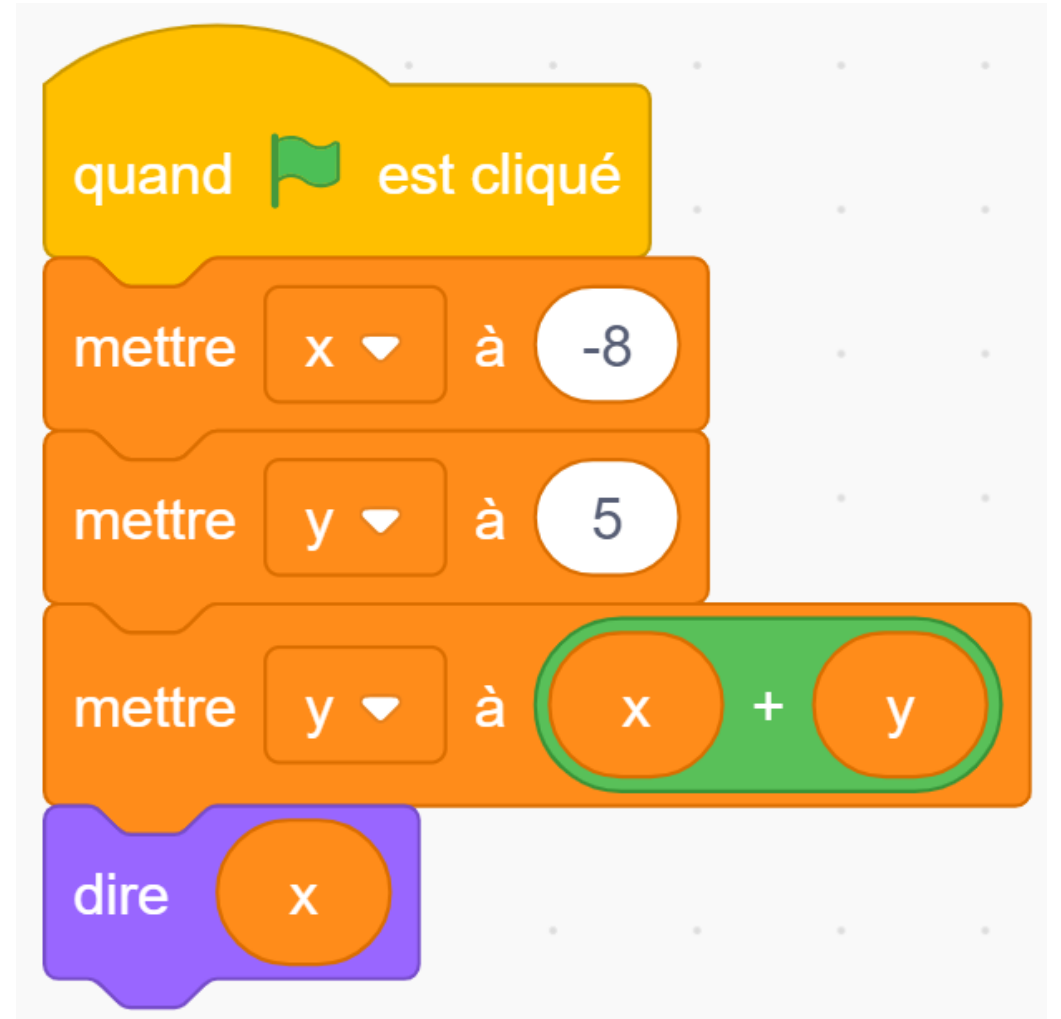 quand est cliqué
mettre x à -8
mettre y à 5
mettre y à x + y
dire x